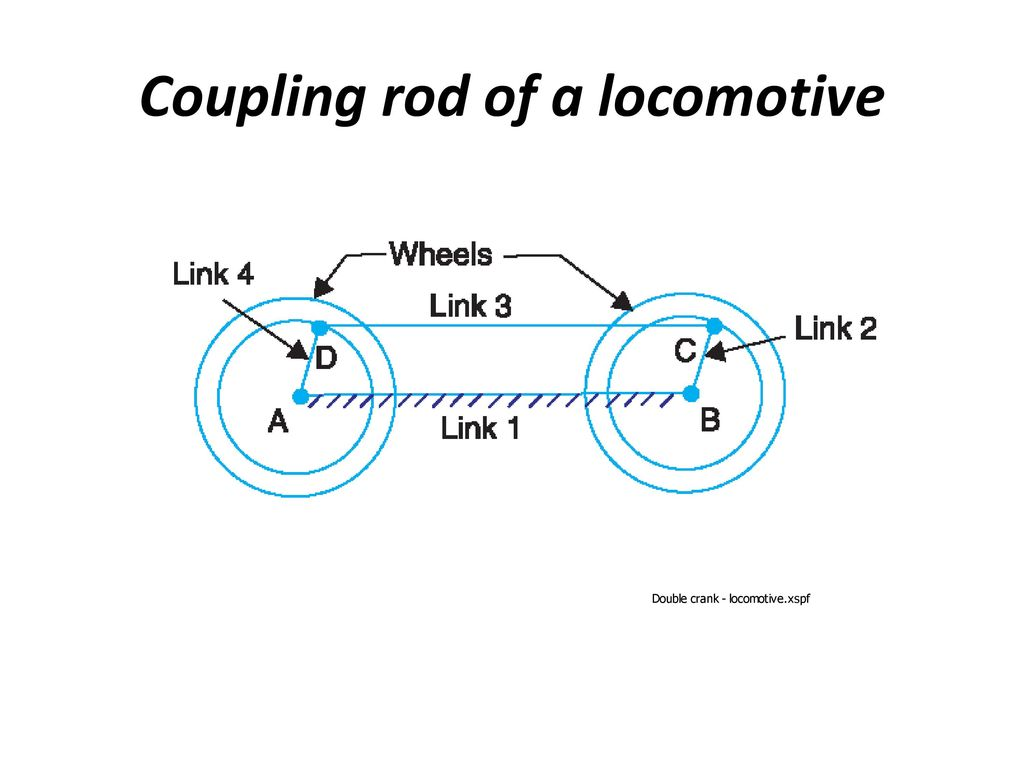 Coupling rod of a locomotive
Wheels
Link 4
Link 3
Link 2
D
C
A
Link 1
B
Double crank - locomotive.xspf